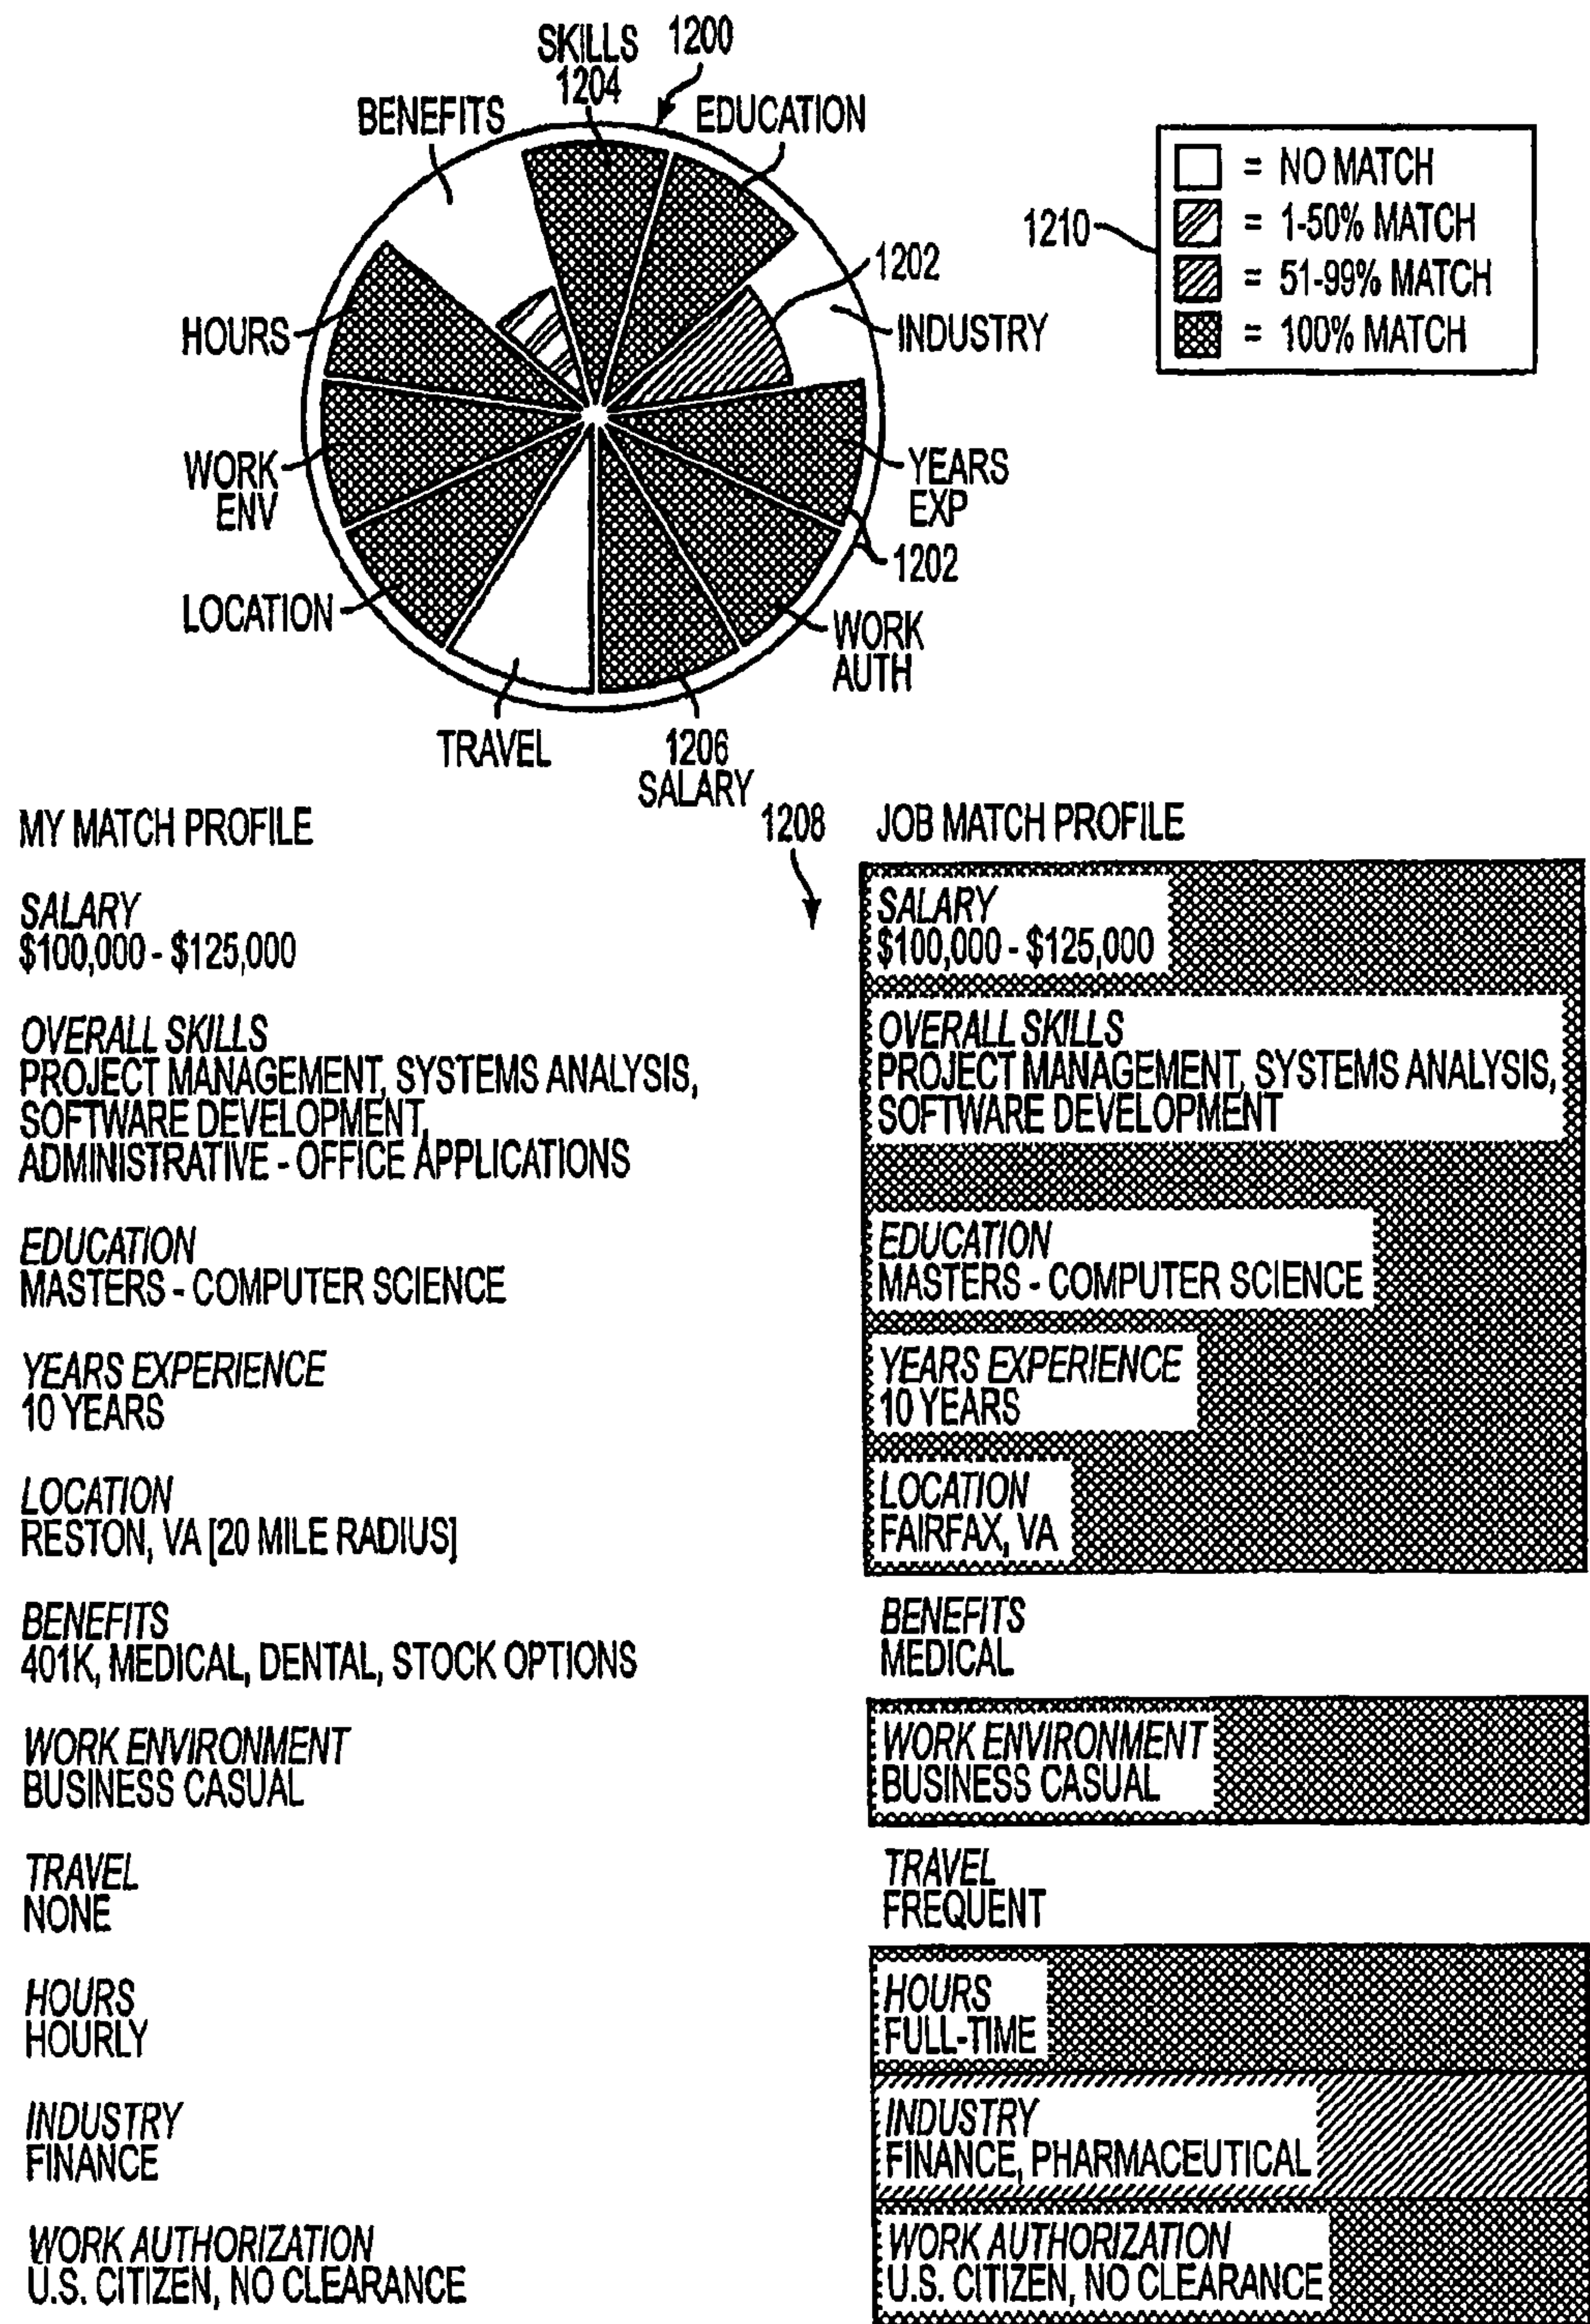 SKILLS 1200
1204
BENEFITS
EDUCATION
= NO MATCH
= 1-50% MATCH
1210
= 51-99% MATCH
= 100% MATCH
1202
HOURS
INDUSTRY
WORK
ENV
YEARS
EXP
1202
LOCATION
WORK
AUTH
TRAVEL
1206
SALARY
MY MATCH PROFILE
1208
JOB MATCH PROFILE
SALARY
$100,000 - $125,000
SALARY
$100,000 - $125,000
OVERALL SKILLS
PROJECT MANAGEMENT, SYSTEMS ANALYSIS,
SOFTWARE DEVELOPMENT,
ADMINISTRATIVE - OFFICE APPLICATIONS
OVERALL SKILLS
PROJECT MANAGEMENT, SYSTEMS ANALYSIS,
SOFTWARE DEVELOPMENT
EDUCATION
MASTERS - COMPUTER SCIENCE
EDUCATION
MASTERS - COMPUTER SCIENCE
YEARS EXPERIENCE
10 YEARS
YEARS EXPERIENCE
10 YEARS
LOCATION
RESTON, VA [20 MILE RADIUS]
LOCATION
FAIRFAX, VA
BENEFITS
401K, MEDICAL, DENTAL, STOCK OPTIONS
BENEFITS
MEDICAL
WORK ENVIRONMENT
BUSINESS CASUAL
WORK ENVIRONMENT
BUSINESS CASUAL
TRAVEL
NONE
TRAVEL
FREQUENT
HOURS
HOURLY
HOURS
FULL-TIME
INDUSTRY
FINANCE
INDUSTRY
FINANCE, PHARMACEUTICAL
WORK AUTHORIZATION
U.S. CITIZEN, NO CLEARANCE
WORK AUTHORIZATION
U.S. CITIZEN, NO CLEARANCE